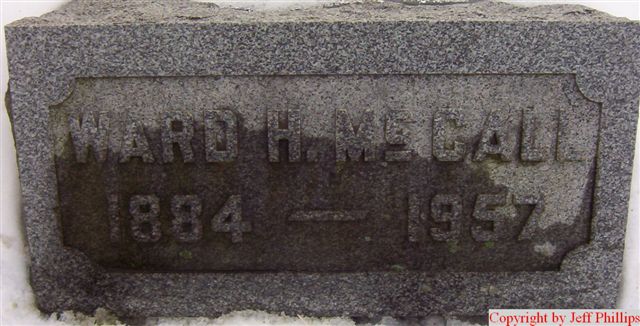 WARD H. McCALL
1884 — 1957
Copyright by Jeff Phillips